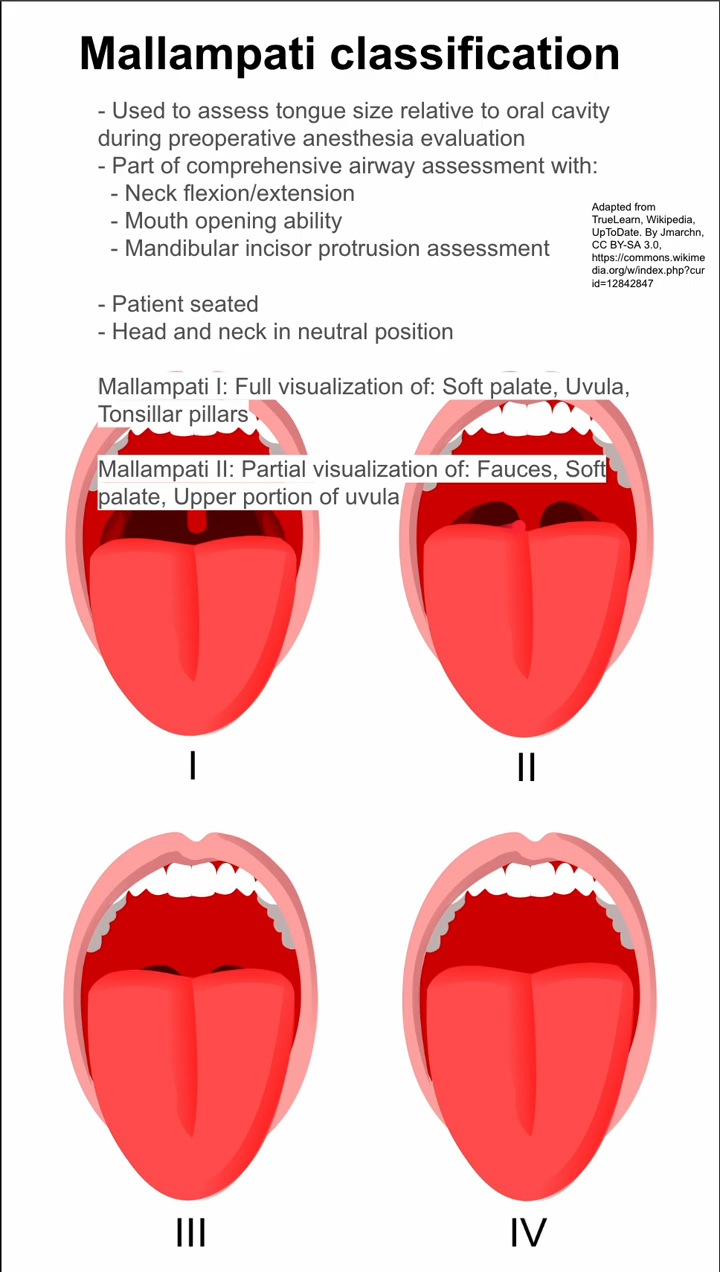 Mallampati classification
- Used to assess tongue size relative to oral cavity
during preoperative anesthesia evaluation
- Part of comprehensive airway assessment with:
- Neck flexion/extension
- Mouth opening ability
- Mandibular incisor protrusion assessment
Adapted from
TrueLearn, Wikipedia,
UpToDate. By Jmarchn,
CC BY-SA 3.0,
https://commons.wikime
dia.org/w/index.php?cur
id=12842847
- Patient seated
- Head and neck in neutral position
Mallampati I: Full visualization of: Soft palate, Uvula,
Tonsillar pillars
Mallampati II: Partial visualization of: Fauces, Soft
palate, Upper portion of uvula
I
II
III
IV